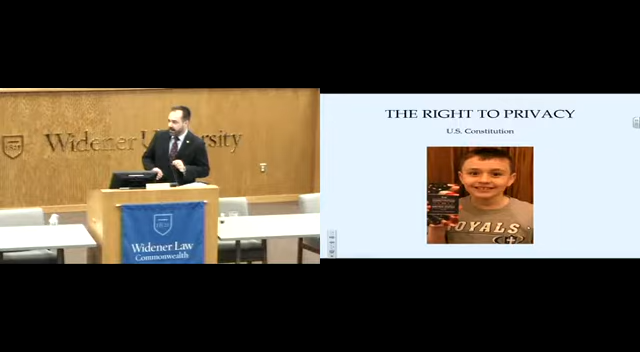 Widener University
Widener Law
Commonwealth
THE RIGHT TO PRIVACY
U.S. Constitution
OYALS